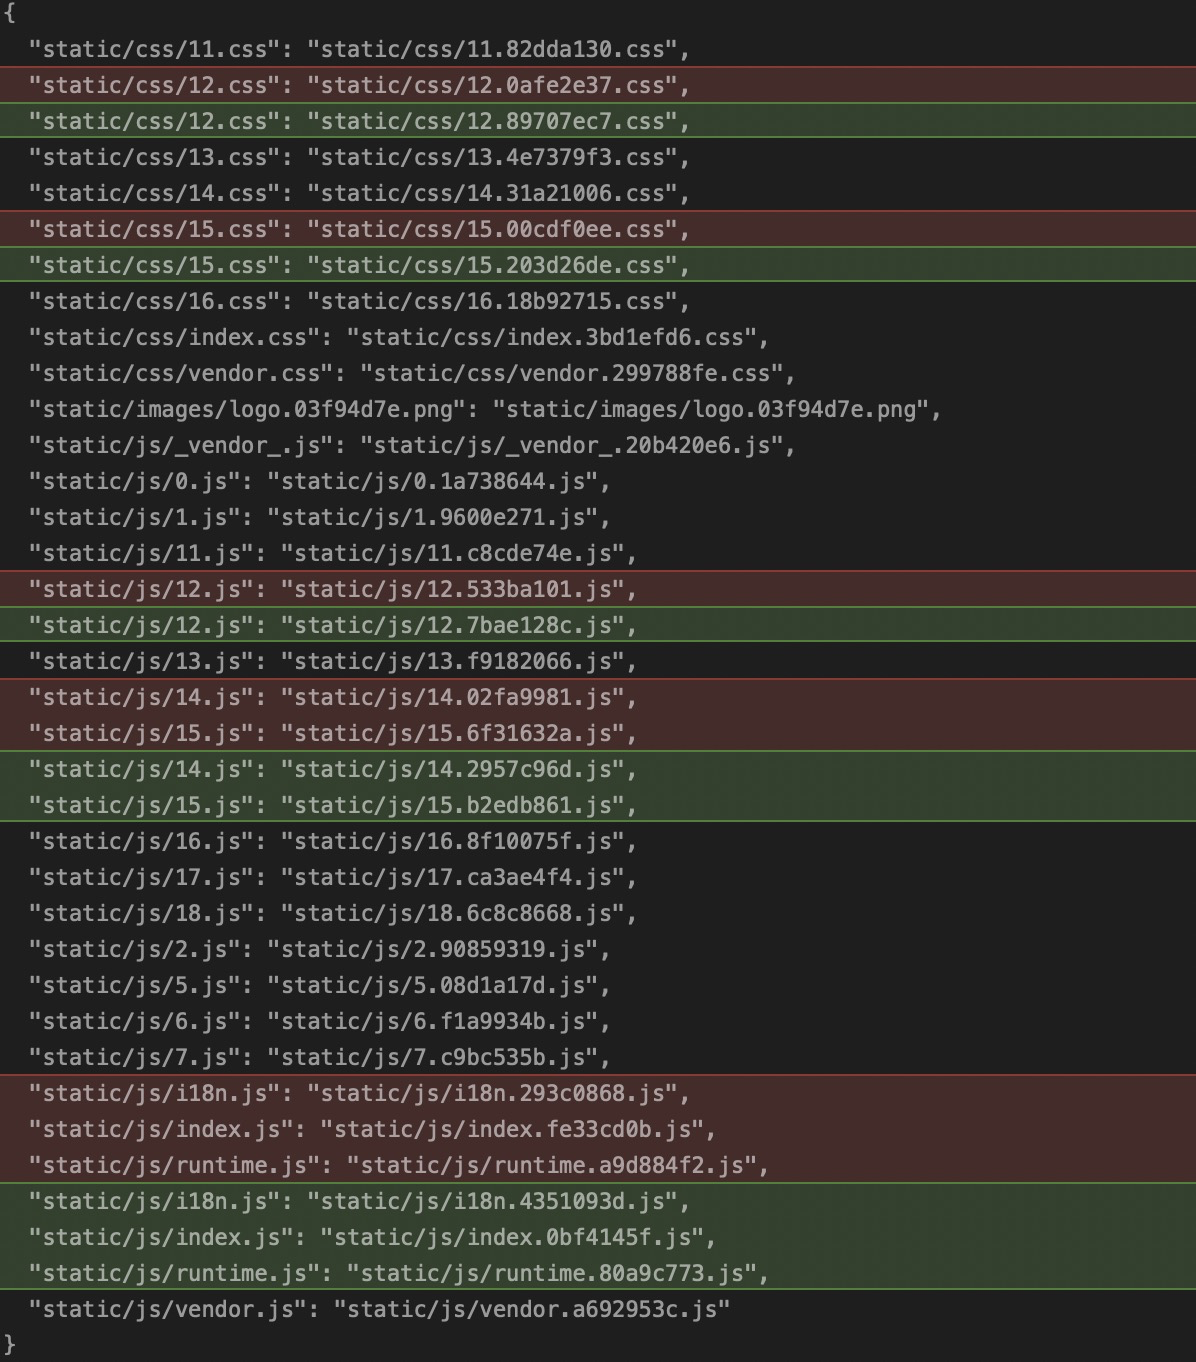 {
"static/css/11.css": "static/css/11.82dda130.css",
"static/css/12.css": "static/css/12.0afe2e37.css",
"static/css/12.css": "static/css/12.89707ec7.css",
"static/css/13.css": "static/css/13.4e7379f3.css",
"static/css/14.css": "static/css/14.31a21006.css",
"static/css/15.css": "static/css/15.00cdf0ee.css",
"static/css/15.css": "static/css/15.203d26de.css",
"static/css/16.css": "static/css/16.18b92715.css",
"static/css/index.css": "static/css/index.3bd1efd6.css",
"static/css/vendor.css": "static/css/vendor.299788fe.css",
"static/images/logo.03f94d7e.png": "static/images/logo.03f94d7e.png",
"static/js/_vendor_.js": "static/js/_vendor_.20b420e6.js",
"static/js/0.js": "static/js/0.1a738644.js",
"static/js/1.js": "static/js/1.9600e271.js",
"static/js/11.js": "static/js/11.c8cde74e.js",
"static/js/12.js": "static/js/12.533ba101.js",
"static/js/12.js": "static/js/12.7bae128c.js",
"static/js/13.js": "static/js/13.f9182066.js",
"static/js/14.js": "static/js/14.02fa9981.js",
"static/js/15.js": "static/js/15.6f31632a.js",
"static/js/14.js": "static/js/14.2957c96d.js",
"static/js/15.js": "static/js/15.b2edb861.js",
"static/js/16.js": "static/js/16.8f10075f.js",
"static/js/17.js": "static/js/17.ca3ae4f4.js",
"static/js/18.js": "static/js/18.6c8c8668.js",
"static/js/2.js": "static/js/2.90859319.js",
"static/js/5.js": "static/js/5.08d1a17d.js",
"static/js/6.js": "static/js/6.f1a9934b.js",
"static/js/7.js": "static/js/7.c9bc535b.js",
"static/js/i18n.js": "static/js/i18n.293c0868.js",
"static/js/index.js": "static/js/index.fe33cd0b.js",
"static/js/runtime.js": "static/js/runtime.a9d884f2.js",
"static/js/i18n.js": "static/js/i18n.4351093d.js",
"static/js/index.js": "static/js/index.0bf4145f.js",
"static/js/runtime.js": "static/js/runtime.80a9c773.js",
"static/js/vendor.js": "static/js/vendor.a692953c.js"
}